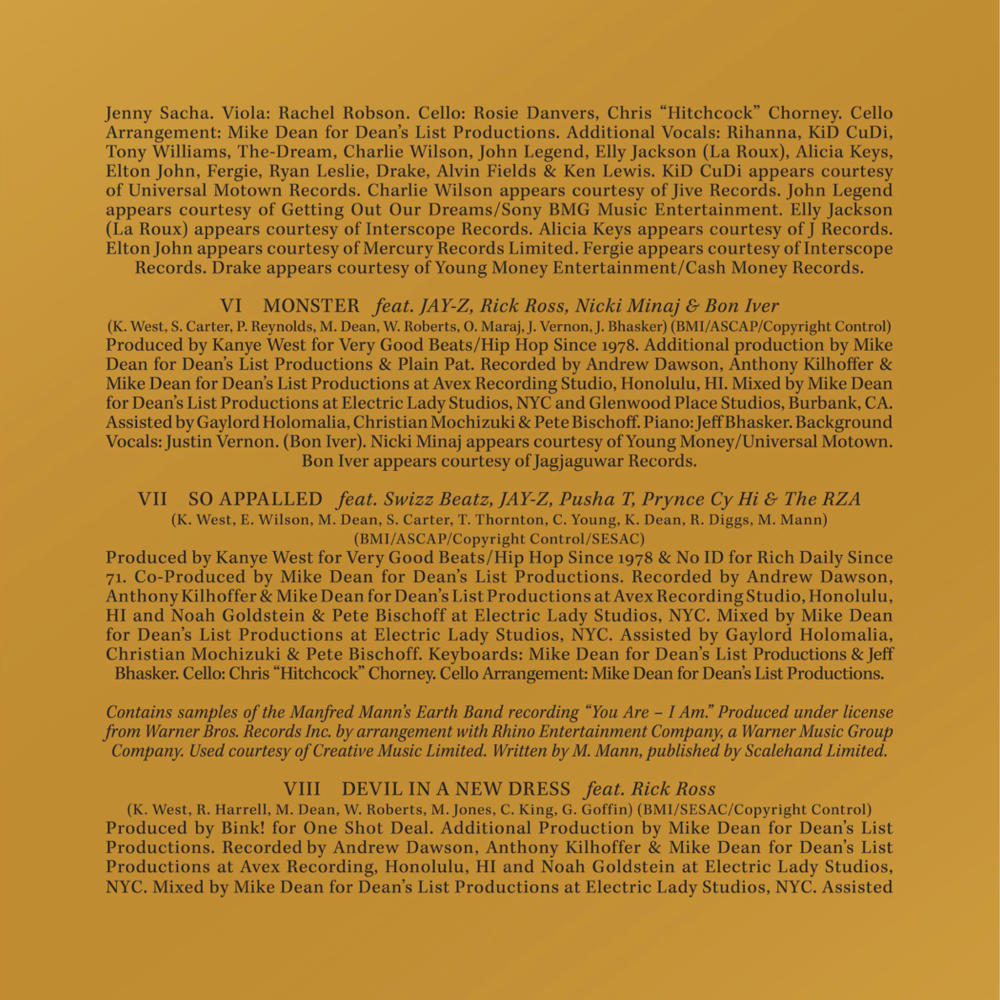 Jenny Sacha. Viola: Rachel Robson. Cello: Rosie Danvers, Chris “Hitchcock” Chorney. Cello
Arrangement: Mike Dean for Dean’s List Productions. Additional Vocals: Rihanna, KiD CuDi,
Tony Williams, The-Dream, Charlie Wilson, John Legend, Elly Jackson (La Roux), Alicia Keys,
Elton John, Fergie, Ryan Leslie, Drake, Alvin Fields & Ken Lewis. KiD CuDi appears courtesy
of Universal Motown Records. Charlie Wilson appears courtesy of Jive Records. John Legend
appears courtesy of Getting Out Our Dreams/Sony BMG Music Entertainment. Elly Jackson
(La Roux) appears courtesy of Interscope Records. Alicia Keys appears courtesy of J Records.
Elton John appears courtesy of Mercury Records Limited. Fergie appears courtesy of Interscope
Records. Drake appears courtesy of Young Money Entertainment/Cash Money Records.
VI MONSTER feat. JAY-Z, Rick Ross, Nicki Minaj & Bon Iver
(K. West, S. Carter, P. Reynolds, M. Dean, W. Roberts, O. Maraj, J. Vernon, J. Bhasker) (BMI/ASCAP/Copyright Control)
Produced by Kanye West for Very Good Beats/Hip Hop Since 1978. Additional production by Mike
Dean for Dean’s List Productions & Plain Pat. Recorded by Andrew Dawson, Anthony Kilhoffer &
Mike Dean for Dean’s List Productions at Avex Recording Studio, Honolulu, HI. Mixed by Mike Dean
for Dean’s List Productions at Electric Lady Studios, NYC and Glenwood Place Studios, Burbank, CA.
Assisted by Gaylord Holomalia, Christian Mochizuki & Pete Bischoff. Piano: Jeff Bhasker. Background
Vocals: Justin Vernon. (Bon Iver). Nicki Minaj appears courtesy of Young Money/Universal Motown.
Bon Iver appears courtesy of Jagjaguwar Records.
VII SO APPALLED feat. Swizz Beatz, JAY-Z, Pusha T, Prynce Cy Hi & The RZA
(K. West, E. Wilson, M. Dean, S. Carter, T. Thornton, C. Young, K. Dean, R. Diggs, M. Mann)
(BMI/ASCAP/Copyright Control/SESAC)
Produced by Kanye West for Very Good Beats/Hip Hop Since 1978 & No ID for Rich Daily Since
71. Co-Produced by Mike Dean for Dean’s List Productions. Recorded by Andrew Dawson,
Anthony Kilhoffer & Mike Dean for Dean’s List Productions at Avex Recording Studio, Honolulu,
HI and Noah Goldstein & Pete Bischoff at Electric Lady Studios, NYC. Mixed by Mike Dean
for Dean’s List Productions at Electric Lady Studios, NYC. Assisted by Gaylord Holomalia,
Christian Mochizuki & Pete Bischoff. Keyboards: Mike Dean for Dean’s List Productions & Jeff
Bhasker. Cello: Chris “Hitchcock” Chorney. Cello Arrangement: Mike Dean for Dean’s List Productions.
Contains samples of the Manfred Mann’s Earth Band recording “You Are – I Am.” Produced under license
from Warner Bros. Records Inc. by arrangement with Rhino Entertainment Company, a Warner Music Group
Company. Used courtesy of Creative Music Limited. Written by M. Mann, published by Scalehand Limited.
VIII DEVIL IN A NEW DRESS feat. Rick Ross
(K. West, R. Harrell, M. Dean, W. Roberts, M. Jones, C. King, G. Goffin) (BMI/SESAC/Copyright Control)
Produced by Bink! for One Shot Deal. Additional Production by Mike Dean for Dean’s List
Productions. Recorded by Andrew Dawson, Anthony Kilhoffer & Mike Dean for Dean’s List
Productions at Avex Recording, Honolulu, HI and Noah Goldstein at Electric Lady Studios,
NYC. Mixed by Mike Dean for Dean’s List Productions at Electric Lady Studios, NYC. Assisted